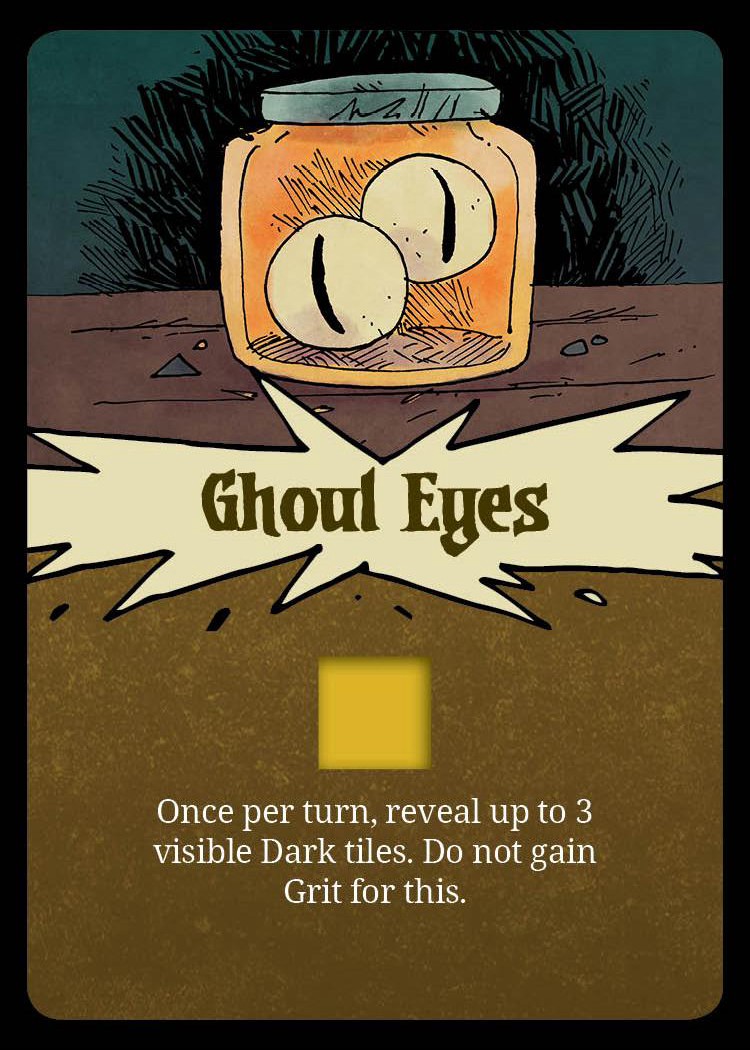 Ghoul Eyes
Once per turn, reveal up to 3
visible Dark tiles. Do not gain
Grit for this.